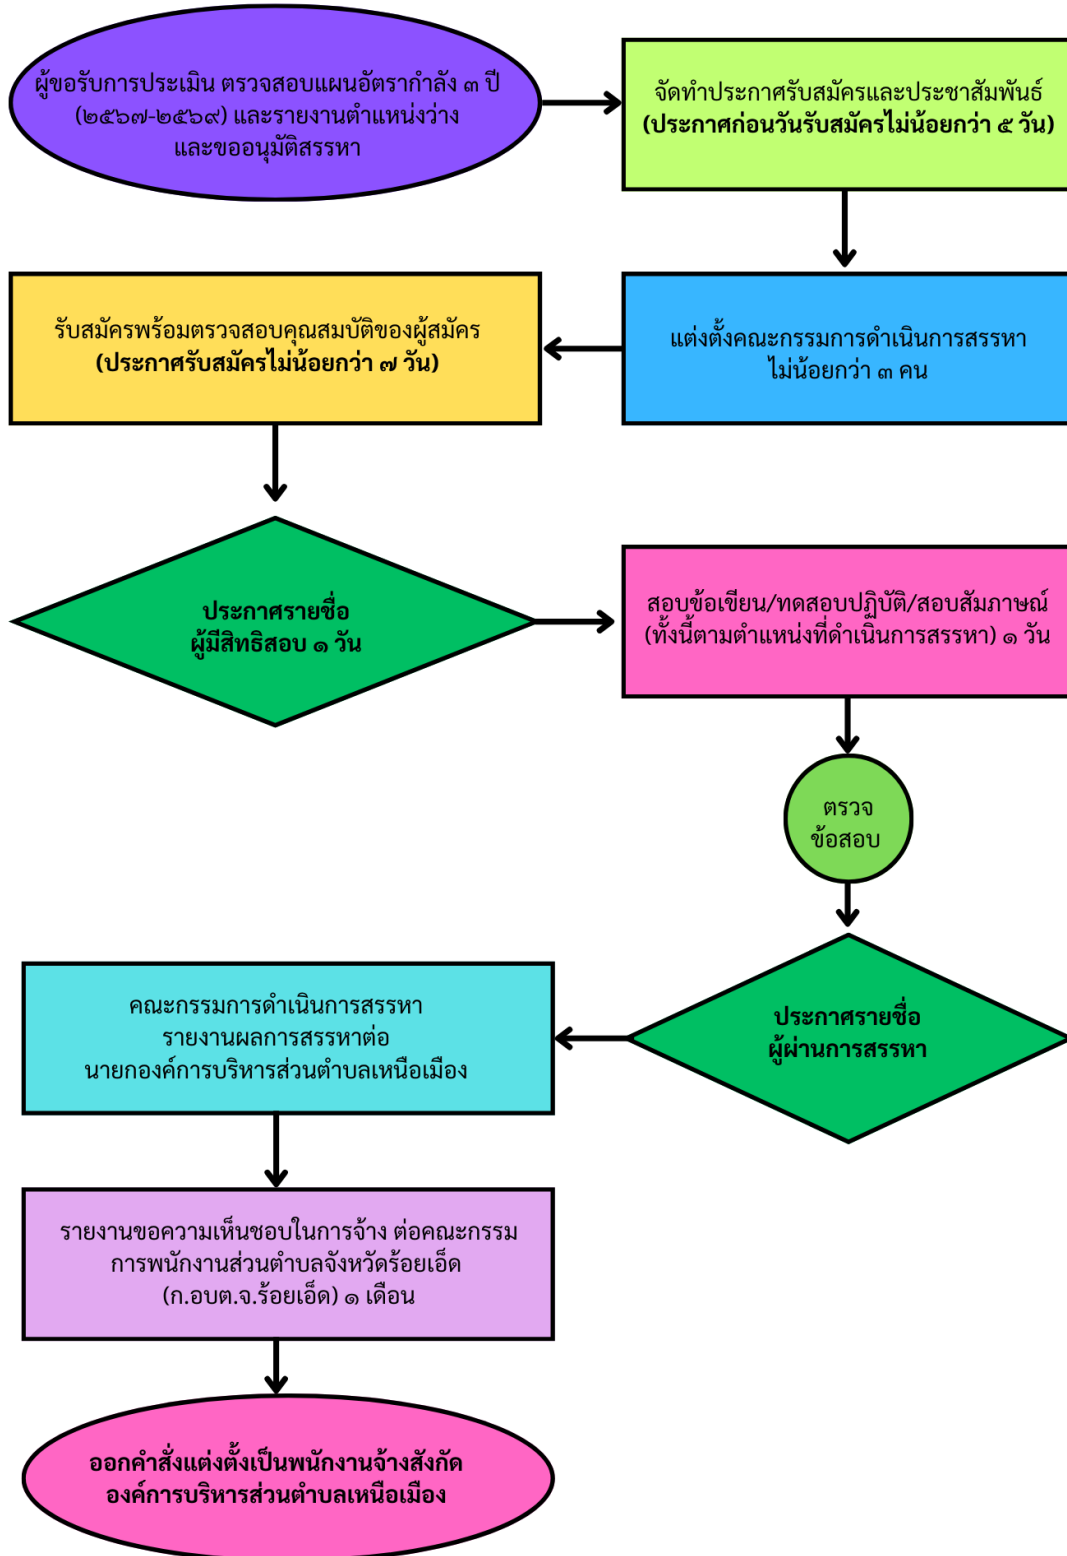 ผู้ขอรับการประเมิน ตรวจสอบแผนอัตรากำลัง ๓ ปี
(๒๕๖๗-๒๕๖๙) และรายงานตำแหน่งว่าง
และขออนุมัติสรรหา
จัดทำประกาศรับสมัครและประชาสัมพันธ์
(ประกาศก่อนวันรับสมัครไม่น้อยกว่า ๕ วัน)
แต่งตั้งคณะกรรมการดำเนินการสรรหา
ไม่น้อยกว่า ๓ คน
รับสมัครพร้อมตรวจสอบคุณสมบัติของผู้สมัคร
(ประกาศรับสมัครไม่น้อยกว่า ๗ วัน)
ประกาศรายชื่อ
ผู้มีสิทธิสอบ ๑ วัน
สอบข้อเขียน/ทดสอบปฏิบัติ/สอบสัมภาษณ์
(ทั้งนี้ตามตำแหน่งที่ดำเนินการสรรหา) ๑ วัน
ตรวจ
ข้อสอบ
ประกาศรายชื่อ
ผู้ผ่านการสรรหา
คณะกรรมการดำเนินการสรรหา
รายงานผลการสรรหาต่อ
นายกองค์การบริหารส่วนตำบลเหนือเมือง
รายงานขอความเห็นชอบในการจ้าง ต่อคณะกรรม
การพนักงานส่วนตำบลจังหวัดร้อยเอ็ด
(ก.อบต.จ.ร้อยเอ็ด) ๑ เดือน
ออกคำสั่งแต่งตั้งเป็นพนักงานจ้างสังกัด
องค์การบริหารส่วนตำบลเหนือเมือง